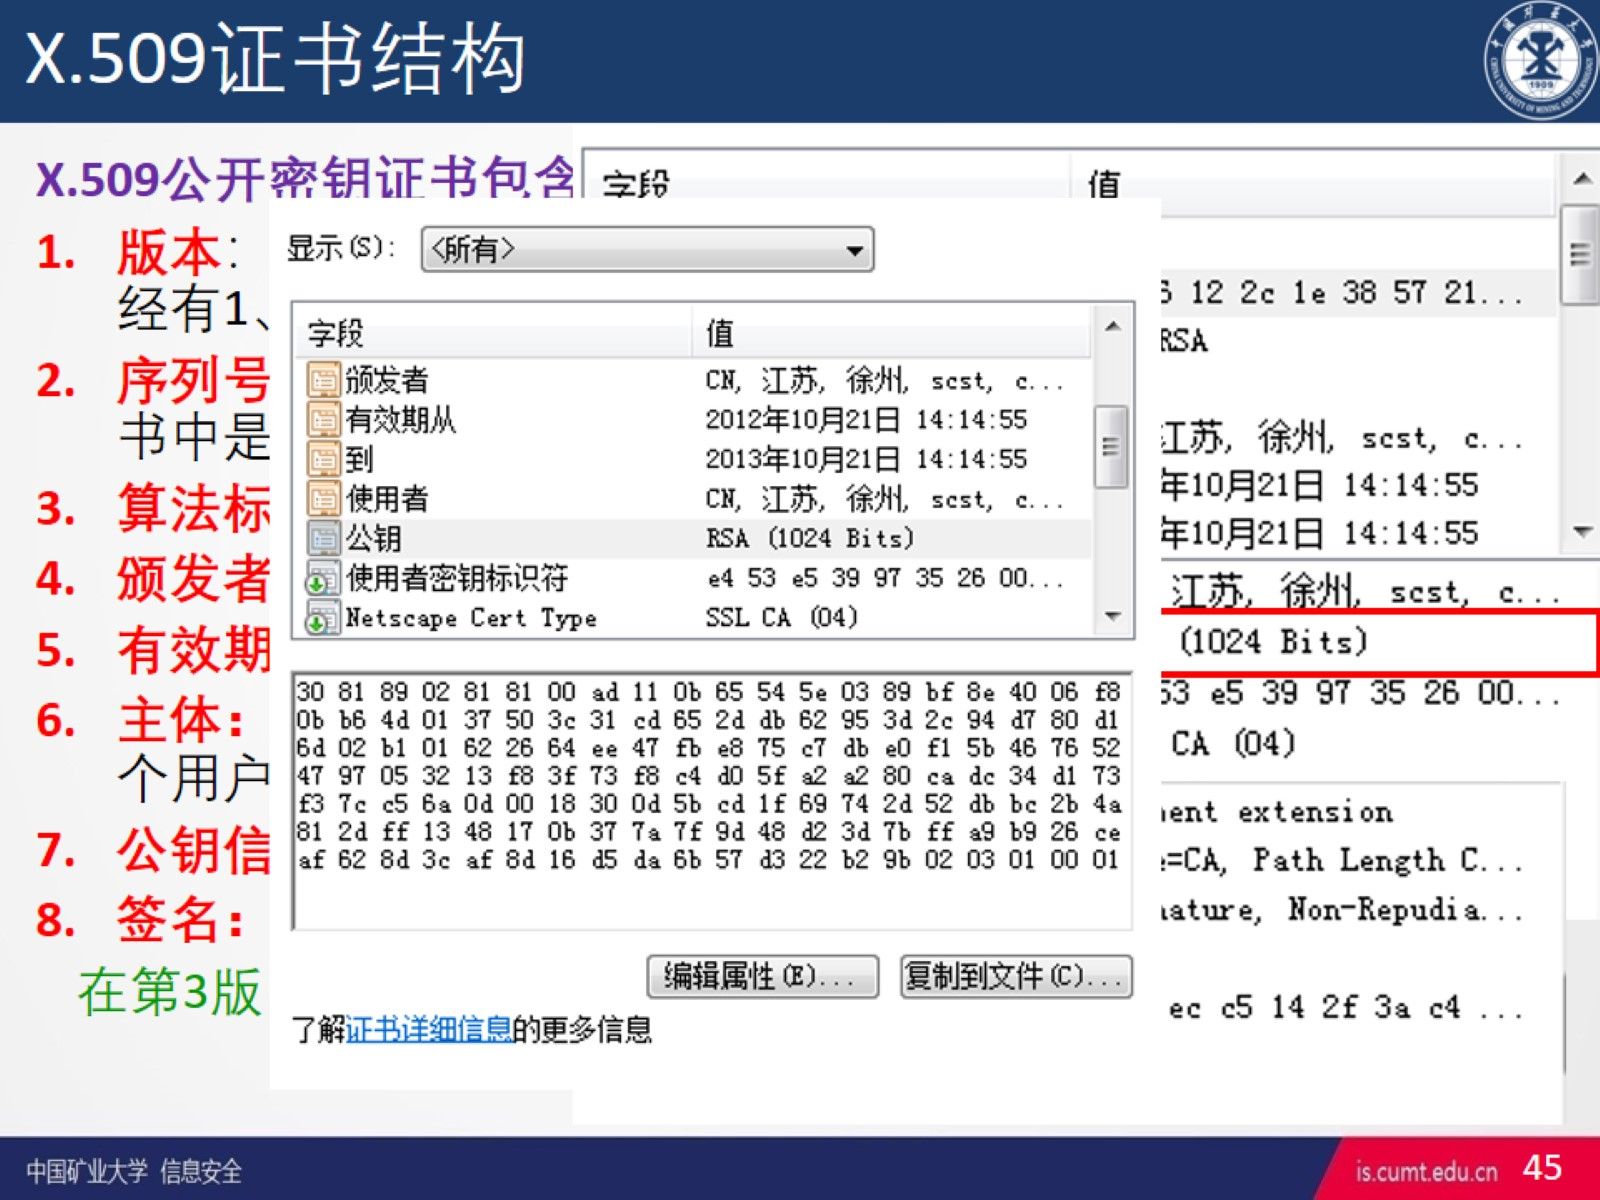 X.509证书结构
X.509公开密钥证书包含
1. 版本:
经有1、
2. 序列号
书中是
3. 算法标
4. 颁发者
5. 有效期
6. 主体:
个用户
7. 公钥信
8. 签名:
在第3版
字段 值
显示(S): <所有>
字段 值
颁发者 CN, 江苏, 徐州, scst, c...
有效期从 2012年10月21日 14:14:55
到 2013年10月21日 14:14:55
使用者 CN, 江苏, 徐州, scst, c...
公钥 RSA (1024 Bits)
使用者密钥标识符 e4 53 e5 39 97 35 26 00...
Netscape Cert Type SSL CA (04)
30 81 89 02 81 81 00 ad 11 0b 65 54 5e 03 89 bf 8e 40 06 f8
0b b6 4d 01 37 50 3c 31 cd 65 2d db 62 95 3d 2c 94 d7 80 d1
6d 02 b1 01 62 26 64 ee 47 fb e8 75 c7 db e0 f1 5b 46 76 52
47 97 05 32 13 f8 3f 73 f8 c4 d0 5f a2 a2 80 ca dc 34 d1 73
f3 7c c5 6a 0d 00 18 30 0d 5b cd 1f 69 74 2d 52 db bc 2b 4a
81 2d ff 13 48 17 0b 37 7a 7f 9d 48 d2 3d 7b ff a9 b9 26 ce
af 62 8d 3c af 8d 16 d5 da 6b 57 d3 22 b2 9b 02 03 01 00 01
编辑属性(E)... 复制到文件(C)...
了解证书详细信息的更多信息
12 2c 1e 38 57 21...
RSA
江苏, 徐州, scst, c...
年10月21日 14:14:55
年10月21日 14:14:55
江苏, 徐州, scst, c...
(1024 Bits)
53 e5 39 97 35 26 00...
CA (04)
ment extension
=CA, Path Length C...
nature, Non-Repudia...
ec c5 14 2f 3a c4 ...
中国矿业大学 信息安全
is.cumt.edu.cn 45